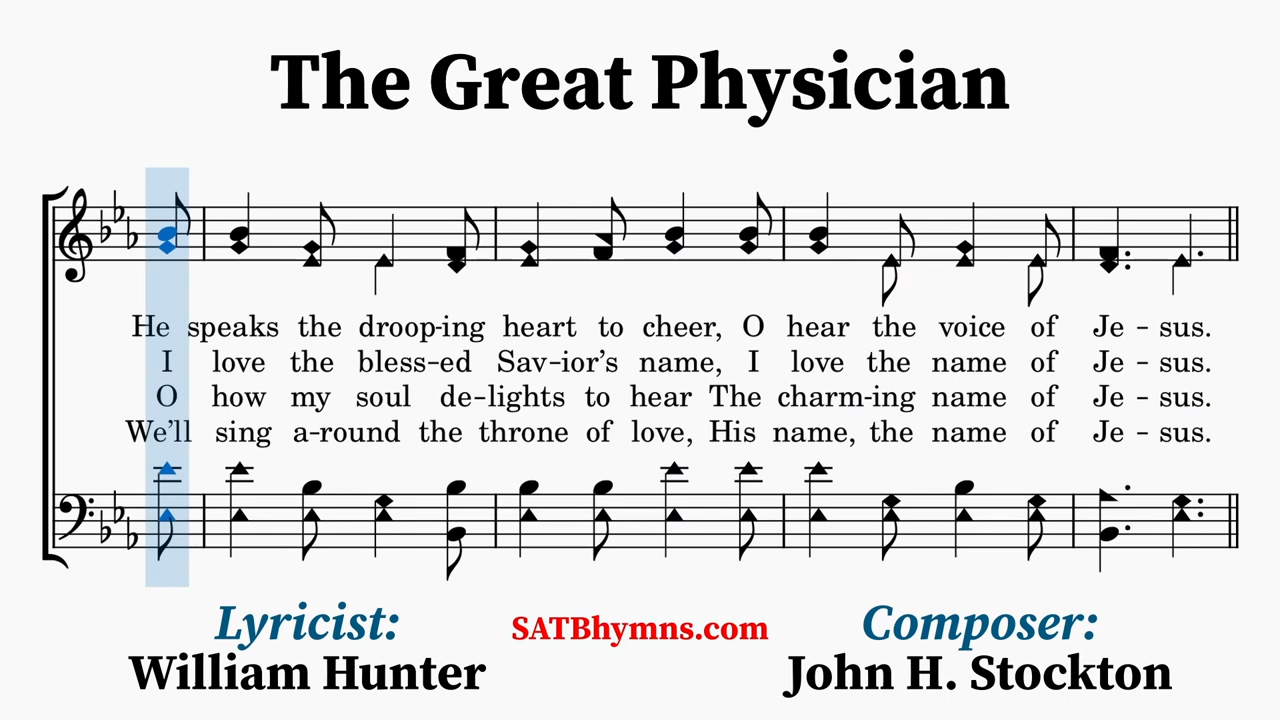 The Great Physician
He speaks the droop-ing heart to cheer, O hear the voice of Je - sus.
I love the bless-ed Sav-ior's name, I love the name of Je - sus.
O how my soul de-lights to hear The charm-ing name of Je - sus.
We'll sing a-round the throne of love, His name, the name of Je - sus.
Lyricist:
William Hunter
SATBhymns.com
Composer:
John H. Stockton